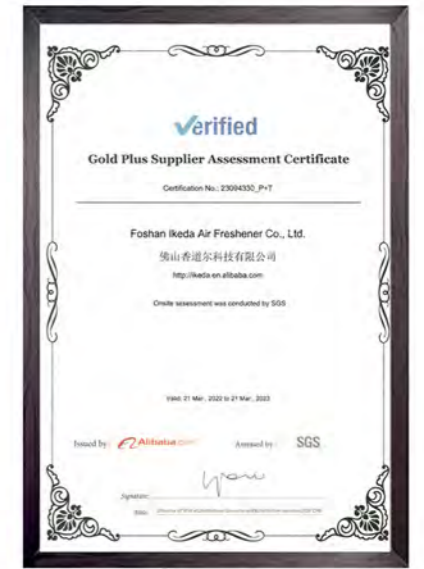 Verified
Gold Plus Supplier Assessment Certificate
Certification No.: 23094330_P+T
Foshan Ikeda Air Freshener Co., Ltd.
佛山香道尔科技有限公司
http://ikeda.en.alibaba.com
Onsite assessment was conducted by SGS
Valid: 21 Mar., 2022 to 21 Mar., 2023
Issued by: Alibaba.com Assessed by: SGS
Signature:
Title: